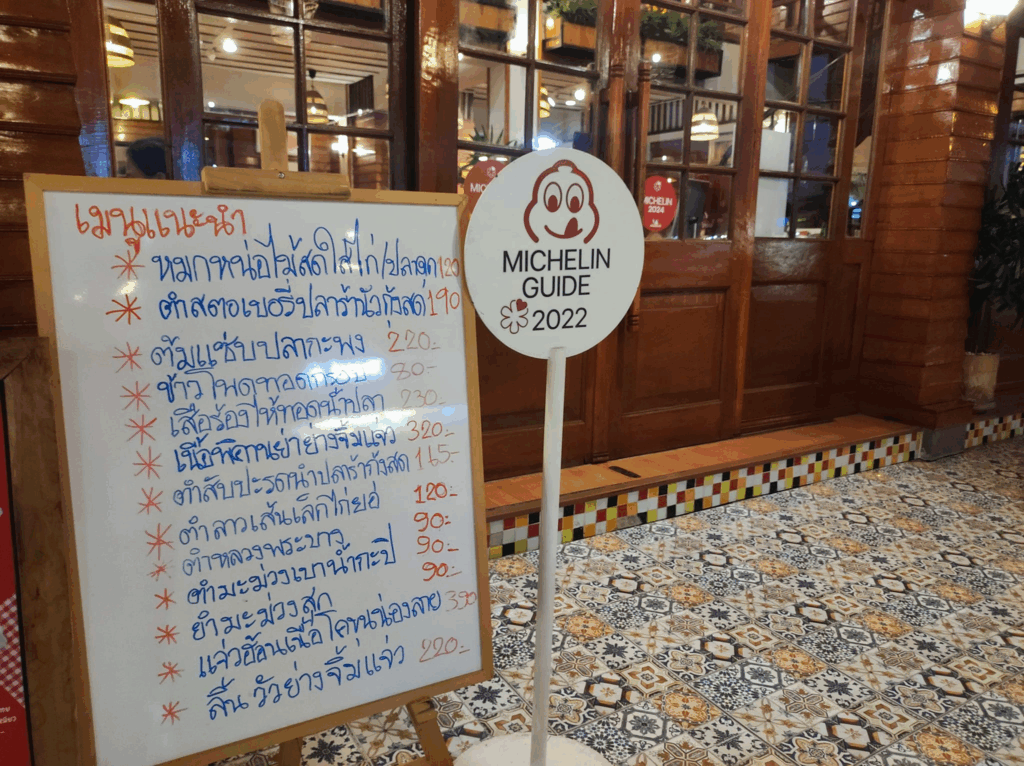 เมนูแนะนำ
* หมกหน่อไม้สดใส่ไก่/ปลาดุก 120
* ตำสตอเบอรี่ปลาร้านัวกุ้งสด 190
* ต้มแซ่บปลากะพง 220.-
* ข้าวโพดทอดกรอบ 80.-
* เสือร้องไห้ทอดน้ำปลา 230.-
* เนื้อพิคานย่าย่างจิ้มแจ่ว 320.-
* ตำสับปะรดน้ำปลาร้ากุ้งสด 165.-
* ตำลาวเส้นเล็กไก่ยอ 120.-
* ตำหลวงพระบาง 90.-
* ตำมะม่วงเบาน้ำกะปิ 90.-
* ยำมะม่วงสุก 90.-
* แจ่วฮ้อนเนื้อโคขุนน่องลาย 390
* ลิ้นวัวย่างจิ้มแจ่ว 220.-
MICHELIN
GUIDE
2022
MICHELIN
2024